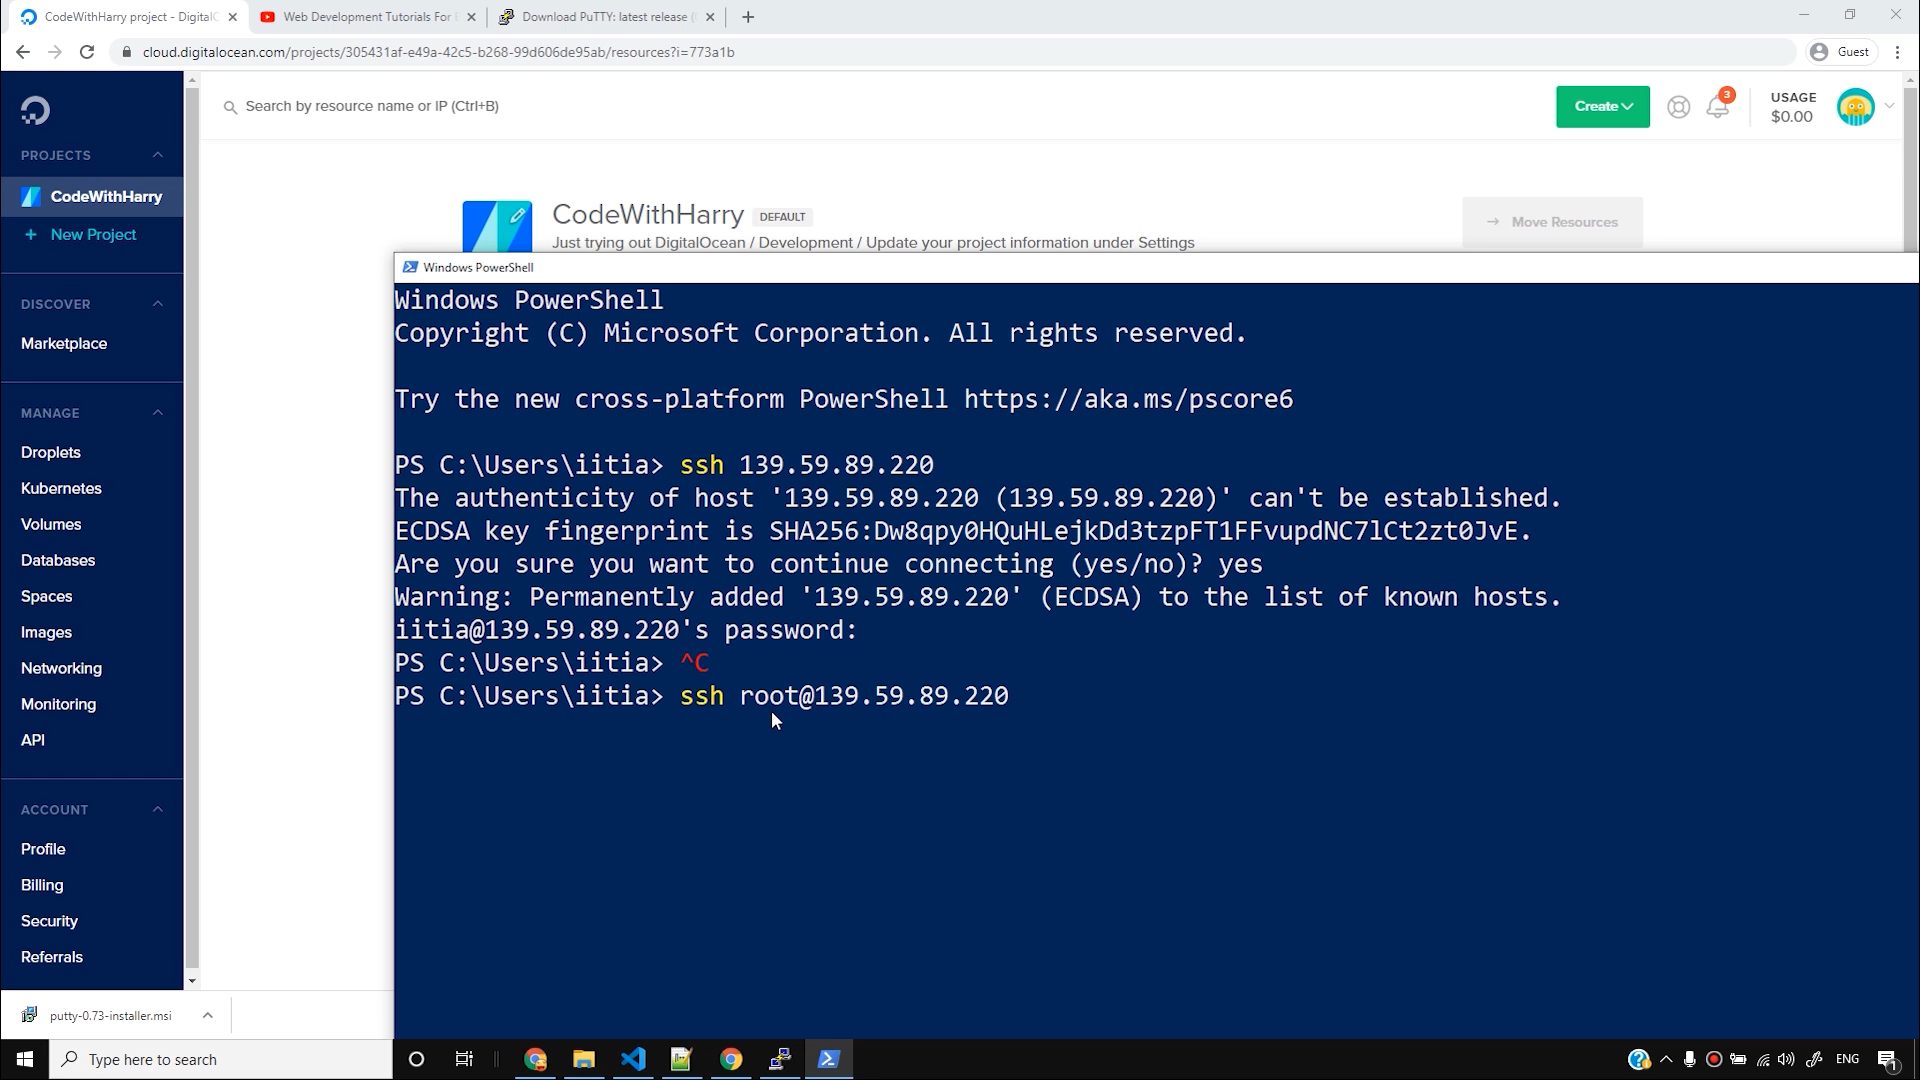 CodeWithHarry project - DigitalO
Web Development Tutorials For
Download PuTTY: latest release (
cloud.digitalocean.com/projects/305431af-e49a-42c5-b268-99d606de95ab/resources?i=773a1b
Guest
Search by resource name or IP (Ctrl+B)
Create
3
USAGE
$0.00
PROJECTS
CodeWithHarry
+ New Project
DISCOVER
Marketplace
MANAGE
Droplets
Kubernetes
Volumes
Databases
Spaces
Images
Networking
Monitoring
API
ACCOUNT
Profile
Billing
Security
Referrals
CodeWithHarry DEFAULT
Just trying out DigitalOcean / Development / Update your project information under Settings
→ Move Resources
Windows PowerShell
Windows PowerShell
Copyright (C) Microsoft Corporation. All rights reserved.
Try the new cross-platform PowerShell https://aka.ms/pscore6
PS C:\Users\iitia> ssh 139.59.89.220
The authenticity of host '139.59.89.220 (139.59.89.220)' can't be established.
ECDSA key fingerprint is SHA256:Dw8qpy0HQuHLejkDd3tzpFT1FFvupdNC7lCt2zt0JvE.
Are you sure you want to continue connecting (yes/no)? yes
Warning: Permanently added '139.59.89.220' (ECDSA) to the list of known hosts.
iitia@139.59.89.220's password:
PS C:\Users\iitia> ^C
PS C:\Users\iitia> ssh root@139.59.89.220
putty-0.73-installer.msi
Type here to search
ENG
1